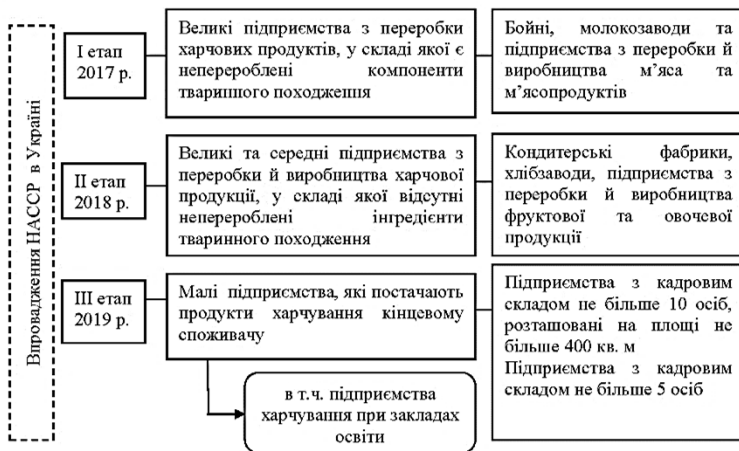 Впровадження НАССР в Україні
І етап
2017 р.
Великі підприємства з переробки
харчових продуктів, у складі якої є
неперероблені компоненти
тваринного походження
Бойні, молокозаводи та
підприємства з переробки й
виробництва м’яса та
м’ясопродуктів
ІІ етап
2018 р.
Великі та середні підприємства з
переробки й виробництва харчової
продукції, у складі якої відсутні
неперероблені інгредієнти
тваринного походження
Кондитерські фабрики,
хлібзаводи, підприємства з
переробки й виробництва
фруктової та овочевої
продукції
ІІІ етап
2019 р.
Малі підприємства, які постачають
продукти харчування кінцевому
споживачу
Підприємства з кадровим
складом не більше 10 осіб,
розташовані на площі не
більше 400 кв. м
Підприємства з кадровим
складом не більше 5 осіб
в т.ч. підприємства
харчування при закладах
освіти